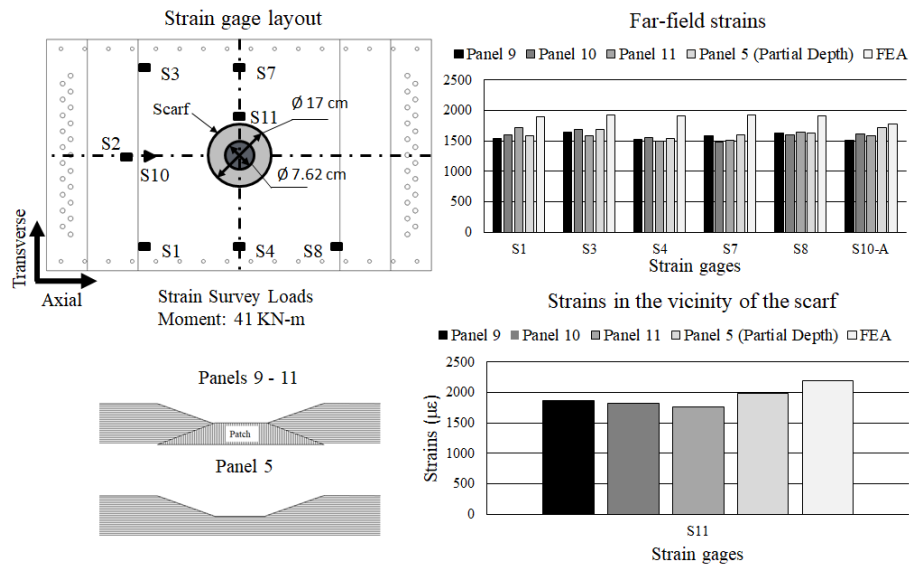 Strain gage layout
S3
S7
Scarf
S11
Ø 17 cm
S2
S10
Ø 7.62 cm
S1
S4
S8
Transverse
Axial
Strain Survey Loads
Moment: 41 KN-m
Panels 9 - 11
Patch
Panel 5
Far-field strains
Panel 9 Panel 10 Panel 11 Panel 5 (Partial Depth) FEA
2500
2000
1500
1000
500
0
S1 S3 S4 S7 S8 S10-A
Strain gages
Strains in the vicinity of the scarf
Panel 9 Panel 10 Panel 11 Panel 5 (Partial Depth) FEA
Strains (με)
2500
2000
1500
1000
500
0
S11
Strain gages